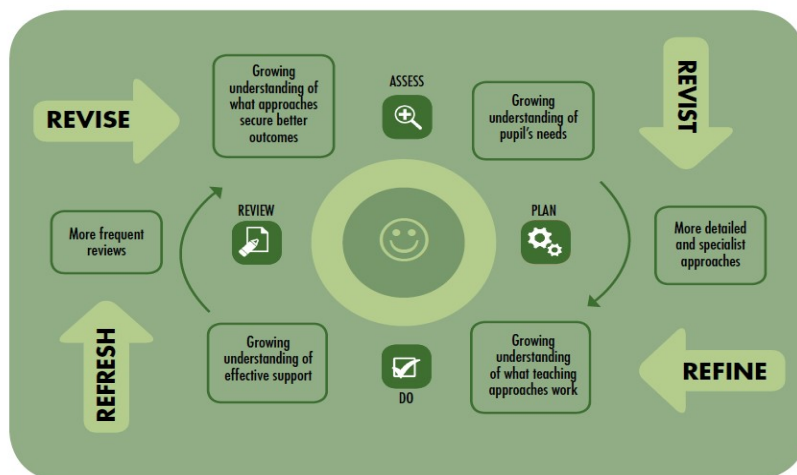 REVISE
Growing
understanding of
what approaches
secure better
outcomes
ASSESS
Growing
understanding of
pupil's needs
REVIST
More frequent
reviews
REVIEW
PLAN
More detailed
and specialist
approaches
REFRESH
Growing
understanding of
effective support
DO
Growing
understanding
of what teaching
approaches work
REFINE